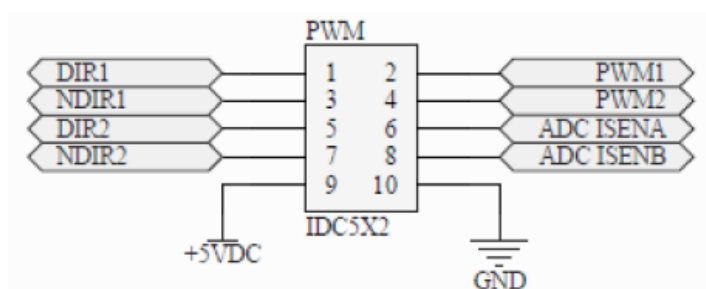 PWM
DIR1 1 2 PWM1
NDIR1 3 4 PWM2
DIR2 5 6 ADC ISENA
NDIR2 7 8 ADC ISENB
9 10
IDC5X2
+5VDC
GND